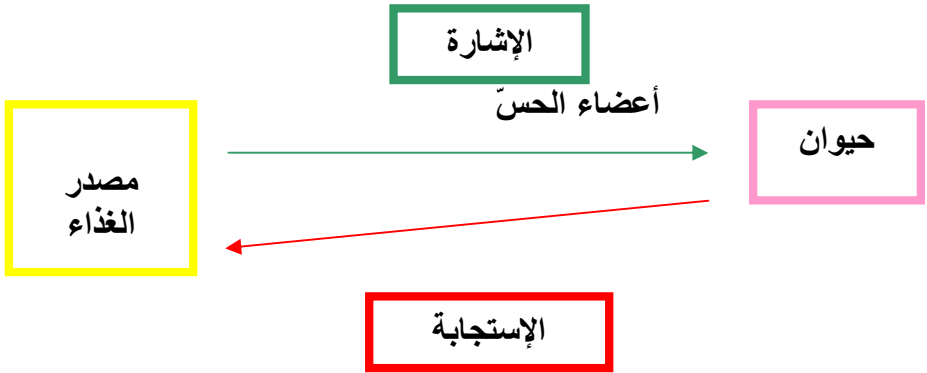 الإشارة
أعضاء الحسّ
حيوان
مصدر
الغذاء
الإستجابة